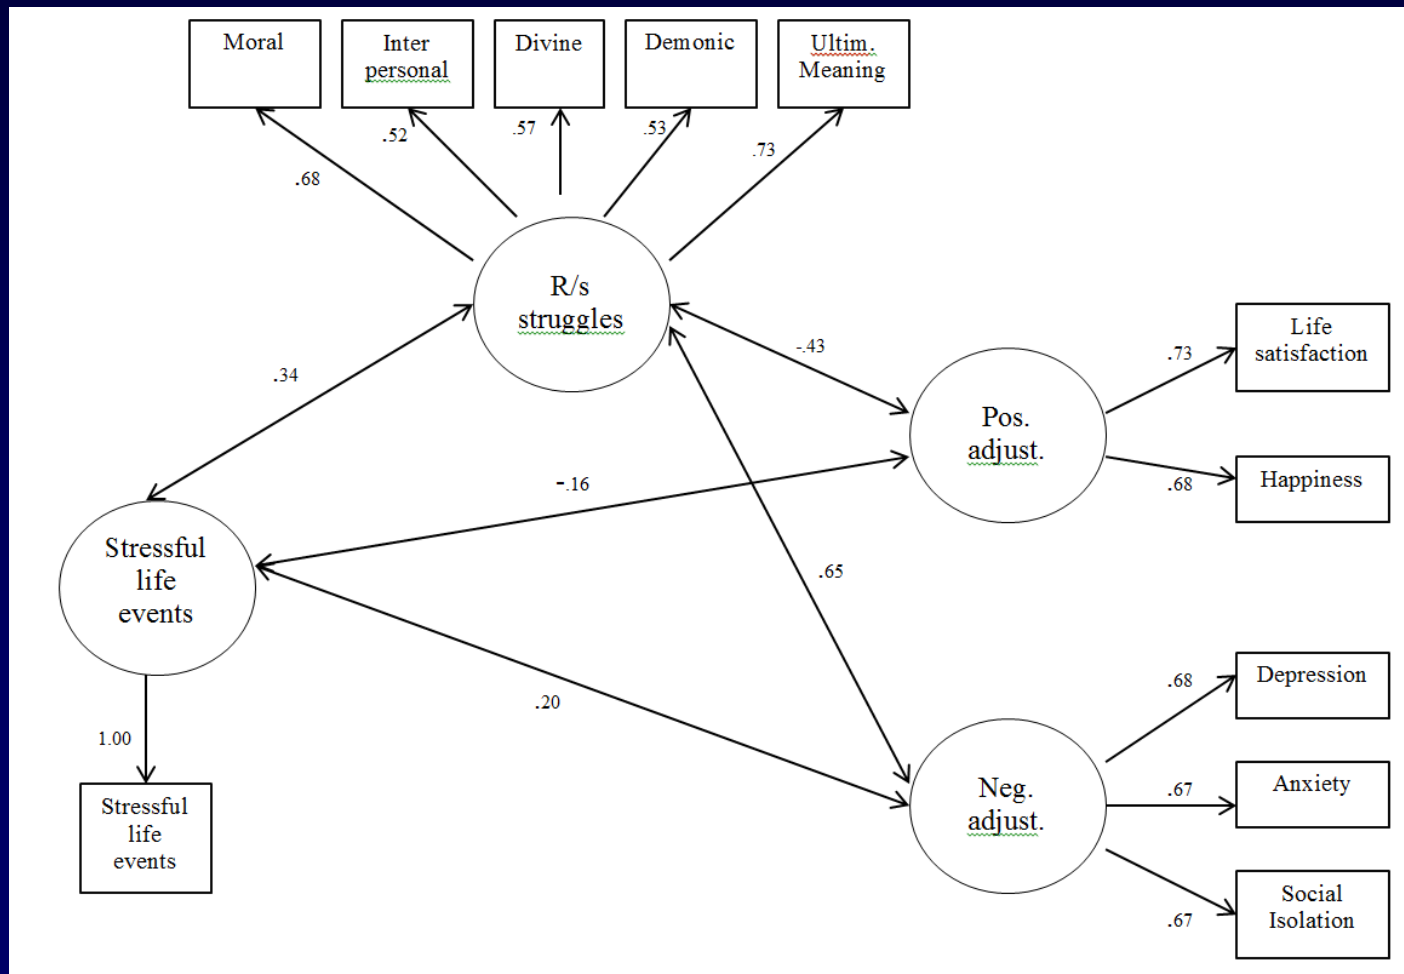 Moral
Inter
personal
Divine
Demonic
Ultim.
Meaning
.68
.52
.57
.53
.73
R/s
struggles
.34
-.43
-.16
.65
.20
Pos.
adjust.
.73
.68
Life
satisfaction
Happiness
Stressful
life
events
1.00
Stressful
life
events
Neg.
adjust.
.68
.67
.67
Depression
Anxiety
Social
Isolation